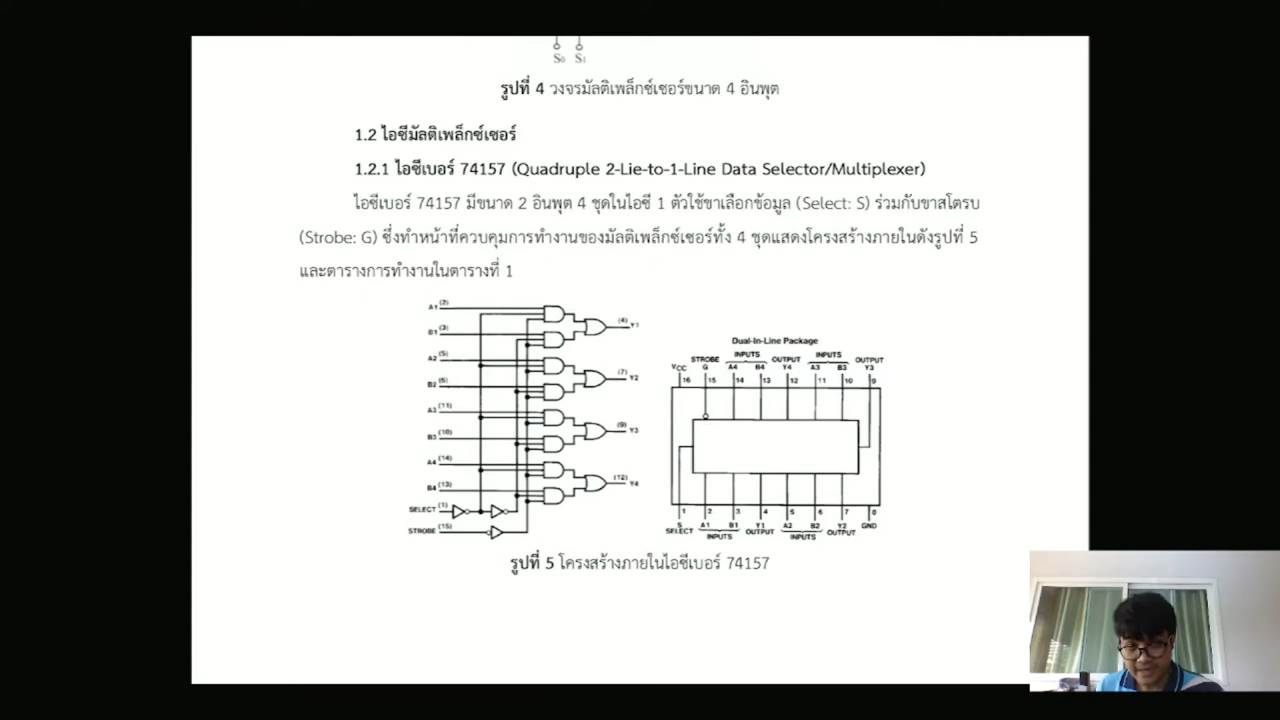 S₀ S₁
รูปที่ 4 วงจรมัลติเพล็กซ์เซอร์ขนาด 4 อินพุต
1.2 ไอซีมัลติเพล็กซ์เซอร์
1.2.1 ไอซีเบอร์ 74157 (Quadruple 2-Lie-to-1-Line Data Selector/Multiplexer)
ไอซีเบอร์ 74157 มีขนาด 2 อินพุต 4 ชุดในไอซี 1 ตัวใช้ขาเลือกข้อมูล (Select: S) ร่วมกับขาสโตรบ
(Strobe: G) ซึ่งทำหน้าที่ควบคุมการทำงานของมัลติเพล็กซ์เซอร์ทั้ง 4 ชุดแสดงโครงสร้างภายในดังรูปที่ 5
และตารางการทำงานในตารางที่ 1
A1 (2)
(4) Y1
B1 (3)
A2 (5)
(7) Y2
B2 (6)
A3 (11)
(9) Y3
B3 (10)
A4 (14)
(12) Y4
B4 (13)
SELECT (1)
STROBE (15)
Dual-In-Line Package
STROBE INPUTS OUTPUT INPUTS OUTPUT
VCC G A4 B4 Y4 A3 B3 Y3
16 15 14 13 12 11 10 9
1 2 3 4 5 6 7 8
S A1 B1 Y1 A2 B2 Y2 GND
SELECT INPUTS OUTPUT INPUTS OUTPUT
รูปที่ 5 โครงสร้างภายในไอซีเบอร์ 74157